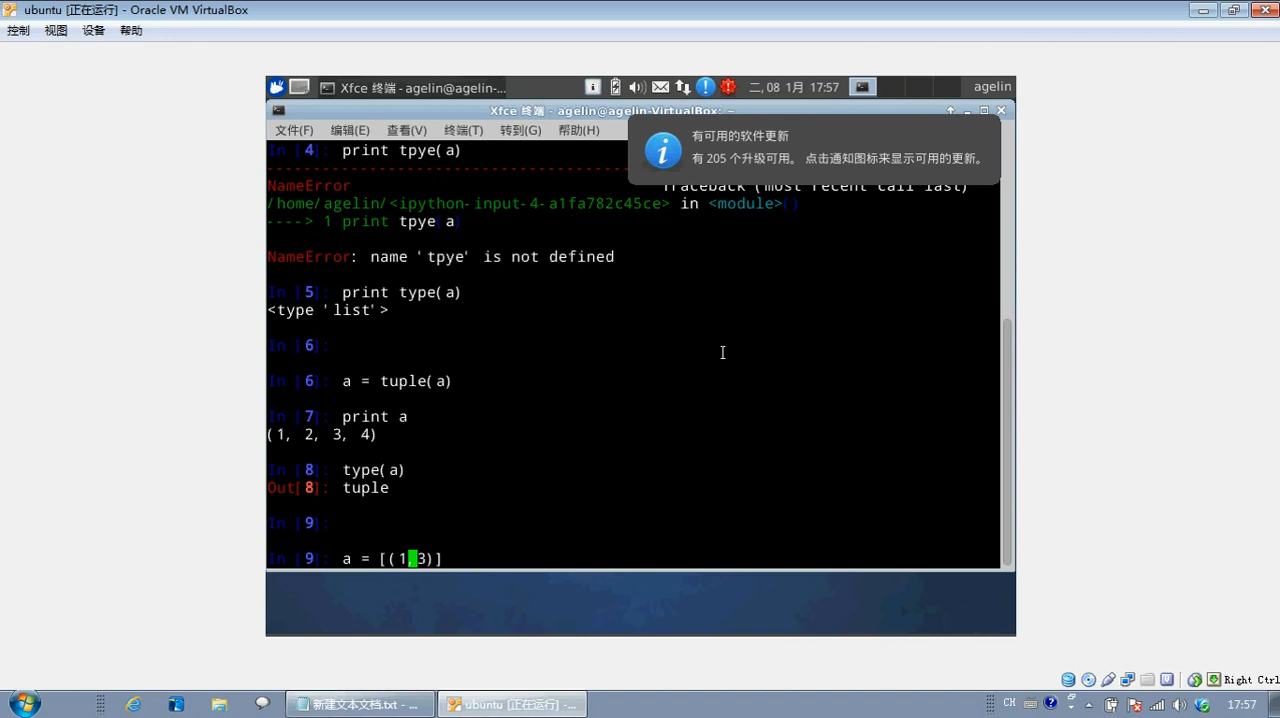 ubuntu [正在运行] - Oracle VM VirtualBox
控制 视图 设备 帮助
Xfce 终端 - agelin@agelin-...
二, 08 1月 17:57
agelin
Xfce 终端 - agelin@agelin-VirtualBox: ~
文件(F) 编辑(E) 查看(V) 终端(T) 转到(G) 帮助(H)
有可用的软件更新
有 205 个升级可用。 点击通知图标来显示可用的更新。
In [4]: print tpye(a)
NameError Traceback (most recent call last)
/home/agelin/<ipython-input-4-a1fa782c45ce> in <module>()
----> 1 print tpye(a)
NameError: name 'tpye' is not defined
In [5]: print type(a)
<type 'list'>
In [6]:
In [6]: a = tuple(a)
In [7]: print a
(1, 2, 3, 4)
In [8]: type(a)
Out[8]: tuple
In [9]:
In [9]: a = [(1,3)]
Right Ctrl
新建文本文档.txt - ...
ubuntu [正在运行] -...
CH
17:57